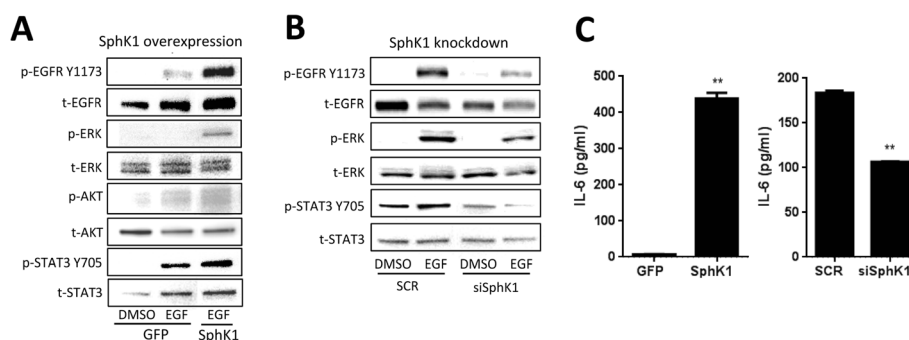 A
SphK1 overexpression
p-EGFR Y1173
t-EGFR
p-ERK
t-ERK
p-AKT
t-AKT
p-STAT3 Y705
t-STAT3
DMSO EGF EGF
GFP SphK1
B
SphK1 knockdown
p-EGFR Y1173
t-EGFR
p-ERK
t-ERK
p-STAT3 Y705
t-STAT3
DMSO EGF DMSO EGF
SCR siSphK1
C
IL-6 (pg/ml)
500
400
300
200
100
0
**
GFP SphK1
IL-6 (pg/ml)
200
150
100
50
0
**
SCR siSphK1